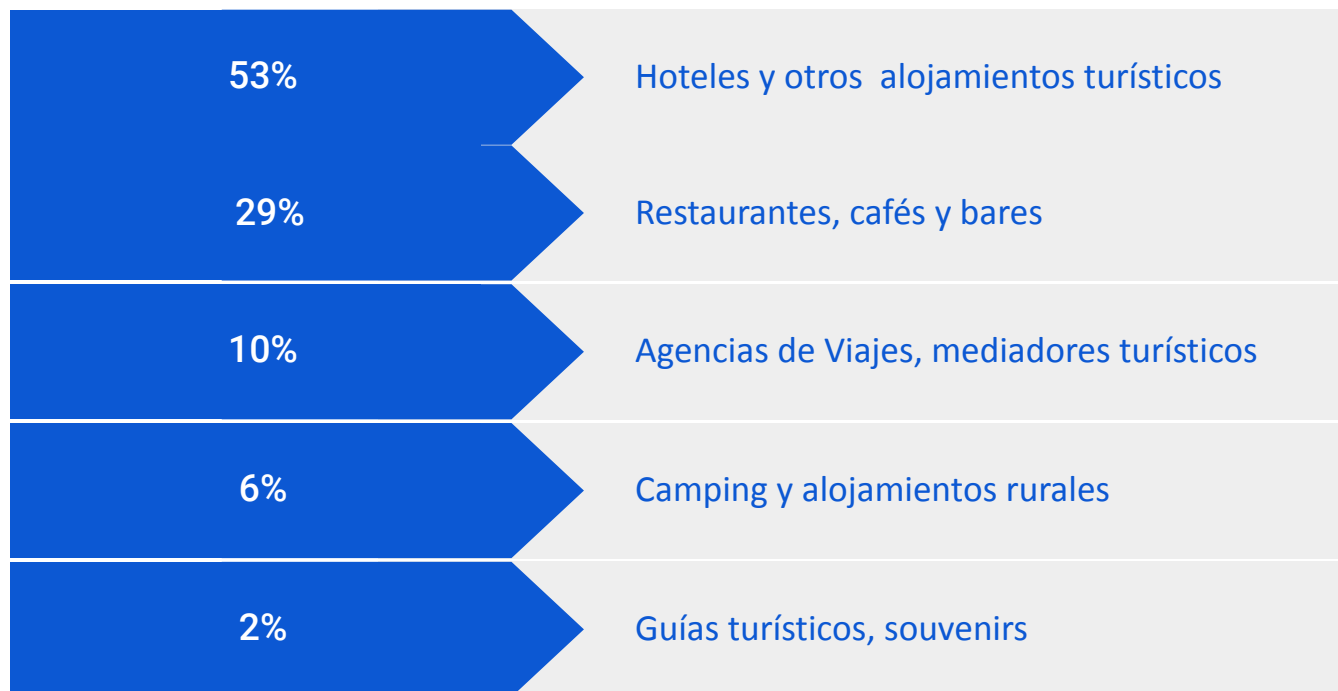 53% Hoteles y otros alojamientos turísticos
29% Restaurantes, cafés y bares
10% Agencias de Viajes, mediadores turísticos
6% Camping y alojamientos rurales
2% Guías turísticos, souvenirs